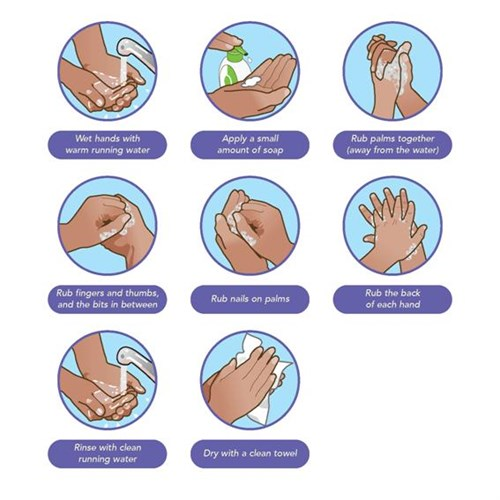 Wet hands with
warm running water
Apply a small
amount of soap
Rub palms together
(away from the water)
Rub fingers and thumbs,
and the bits in between
Rub nails on palms
Rub the back
of each hand
Rinse with clean
running water
Dry with a clean towel